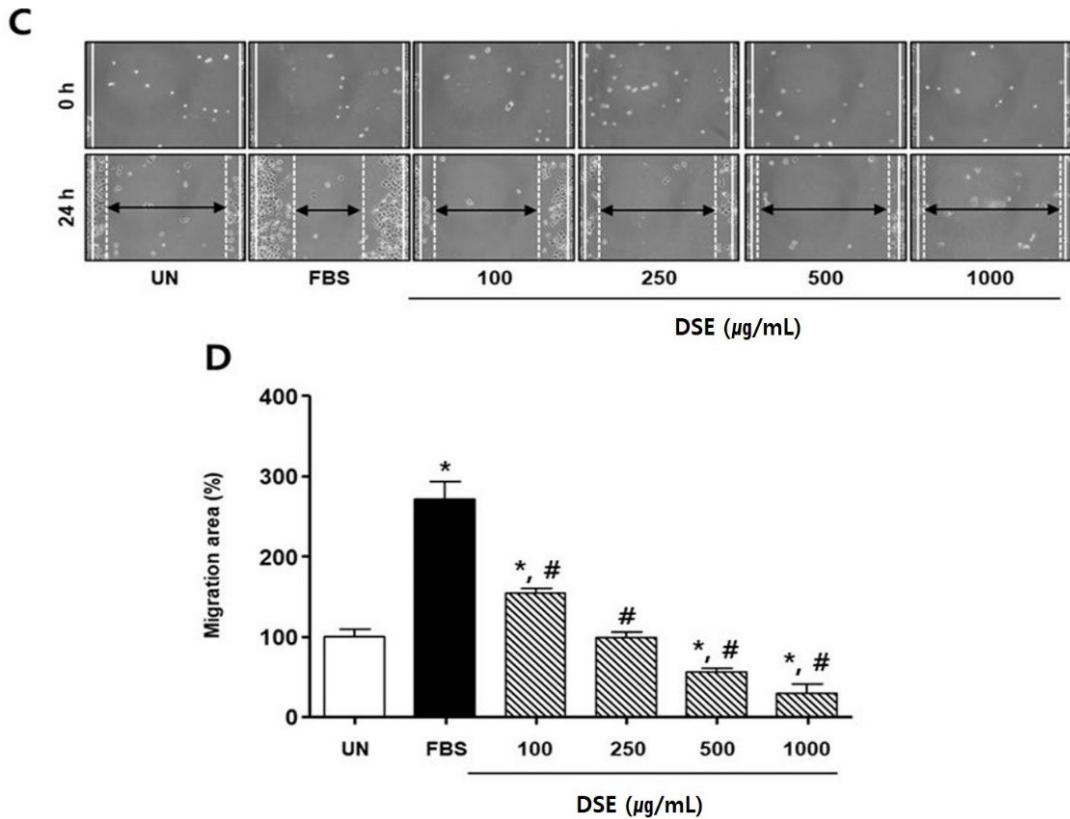 C
0 h
24 h
UN FBS 100 250 500 1000
DSE (μg/mL)
D
Migration area (%)
400
300
200
100
0
*
*, #
#
*, #
*, #
UN FBS 100 250 500 1000
DSE (μg/mL)